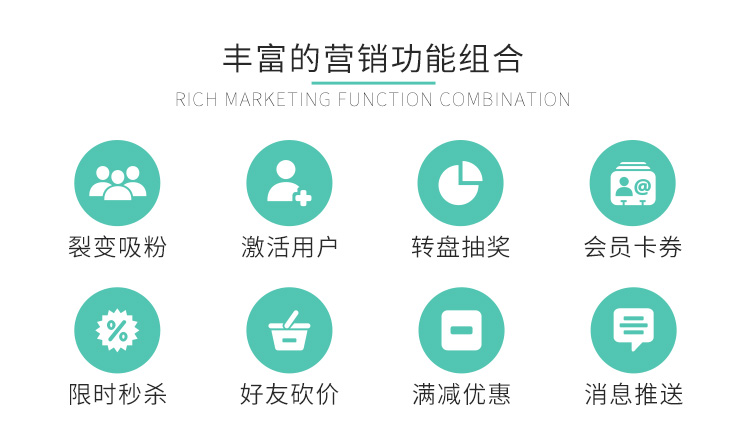 丰富的营销功能组合
RICH MARKETING FUNCTION COMBINATION
裂变吸粉 激活用户 转盘抽奖 会员卡券
限时秒杀 好友砍价 满减优惠 消息推送